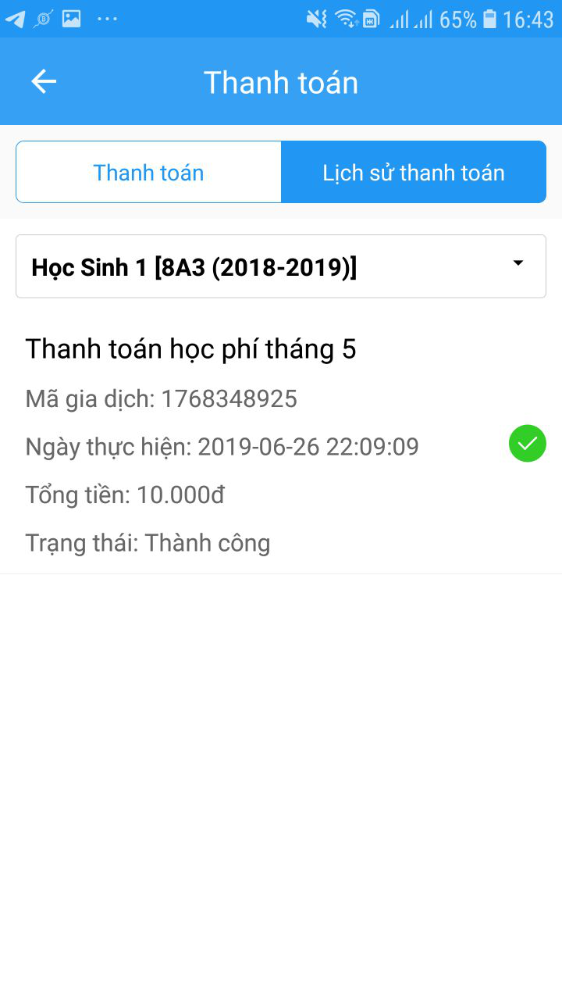 65% 16:43
Thanh toán
Thanh toán
Lịch sử thanh toán
Học Sinh 1 [8A3 (2018-2019)]
Thanh toán học phí tháng 5
Mã gia dịch: 1768348925
Ngày thực hiện: 2019-06-26 22:09:09
Tổng tiền: 10.000đ
Trạng thái: Thành công